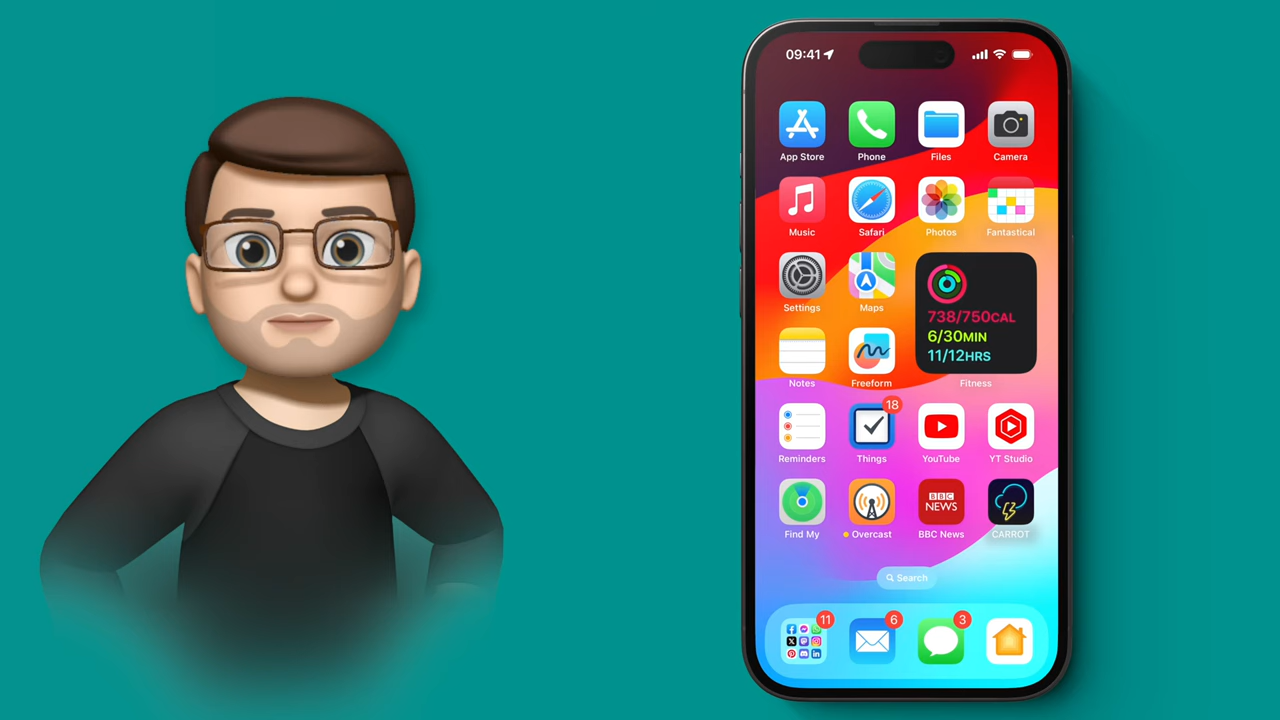 09:41
App Store
Phone
Files
Camera
Music
Safari
Photos
Fantastical
Settings
Maps
738/750CAL
6/30MIN
11/12HRS
Notes
Freeform
Fitness
18
Reminders
Things
YouTube
YT Studio
BBC
NEWS
Find My
Overcast
BBC News
CARROT
Search
11
6
3